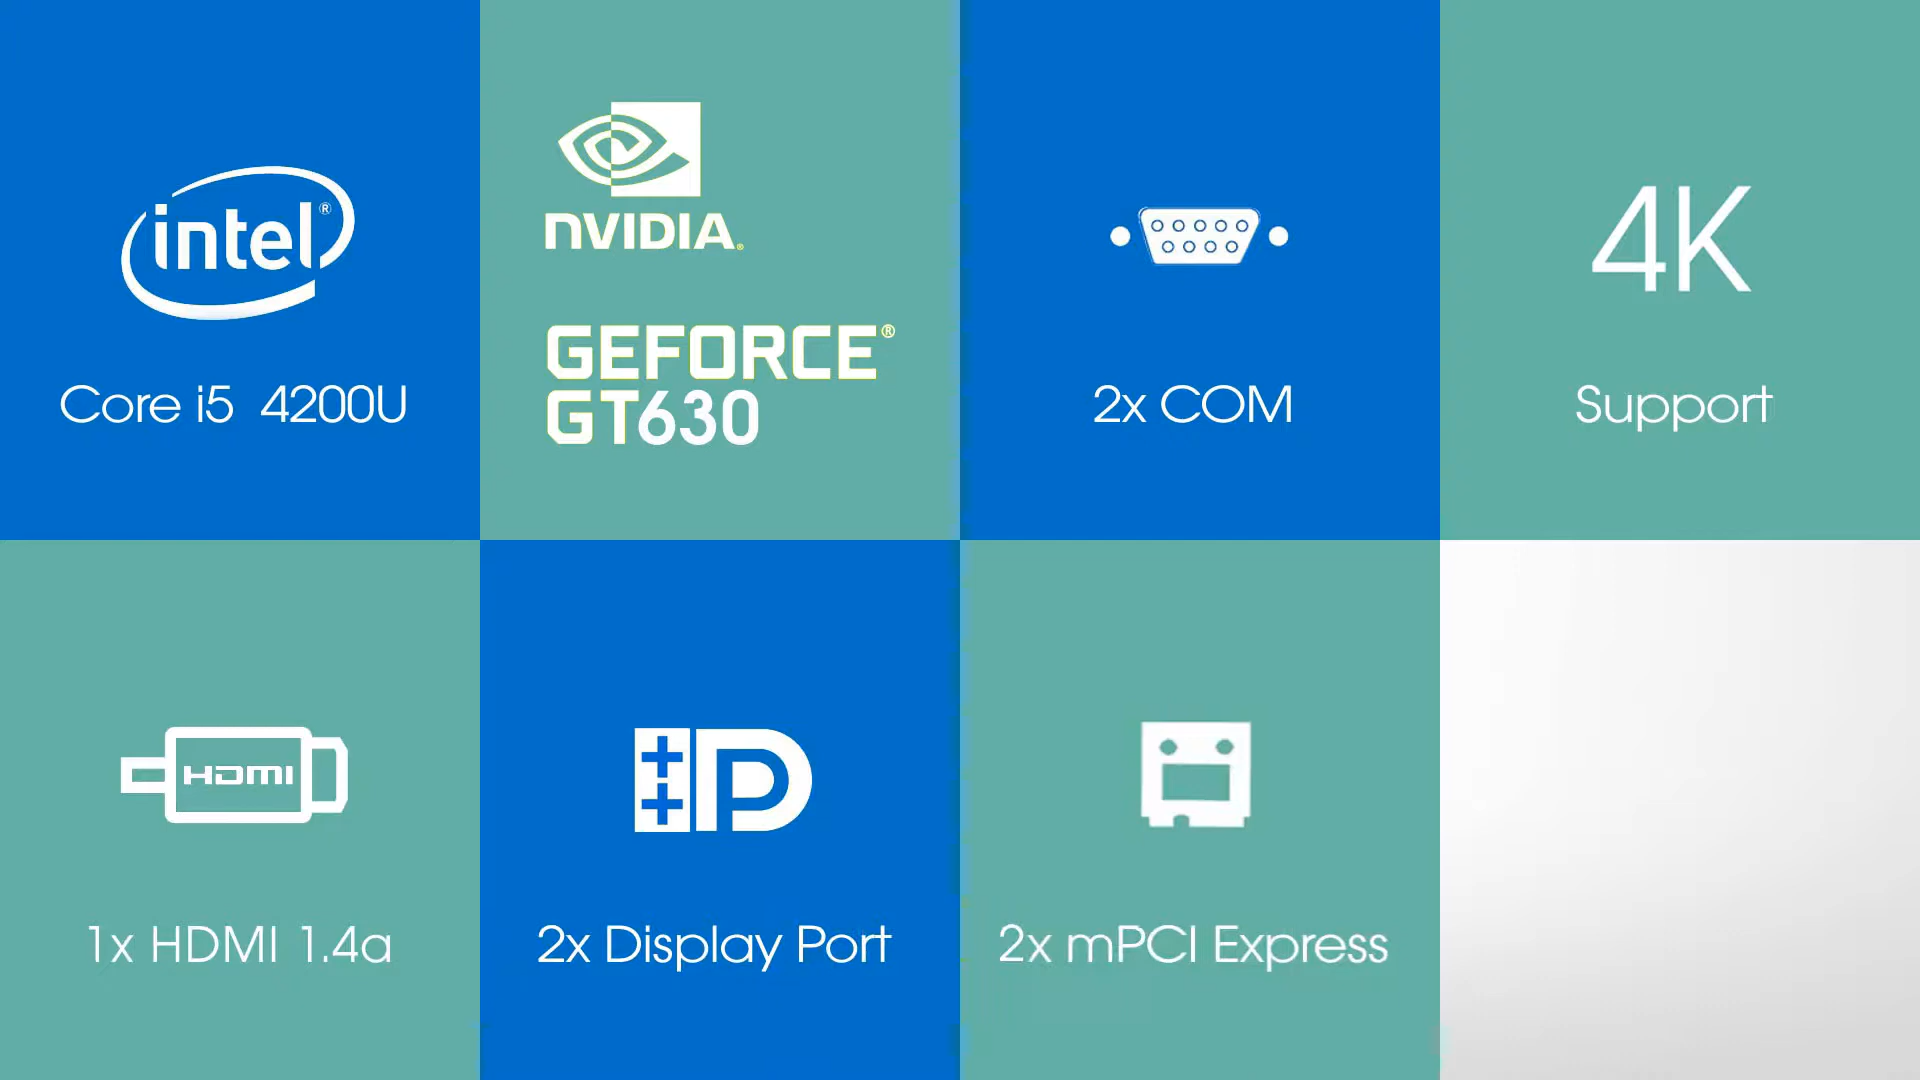 intel®
Core i5 4200U
NVIDIA®
GEFORCE®
GT630
2x COM
4K
Support
HDMI
1x HDMI 1.4a
DP
2x Display Port
2x mPCI Express